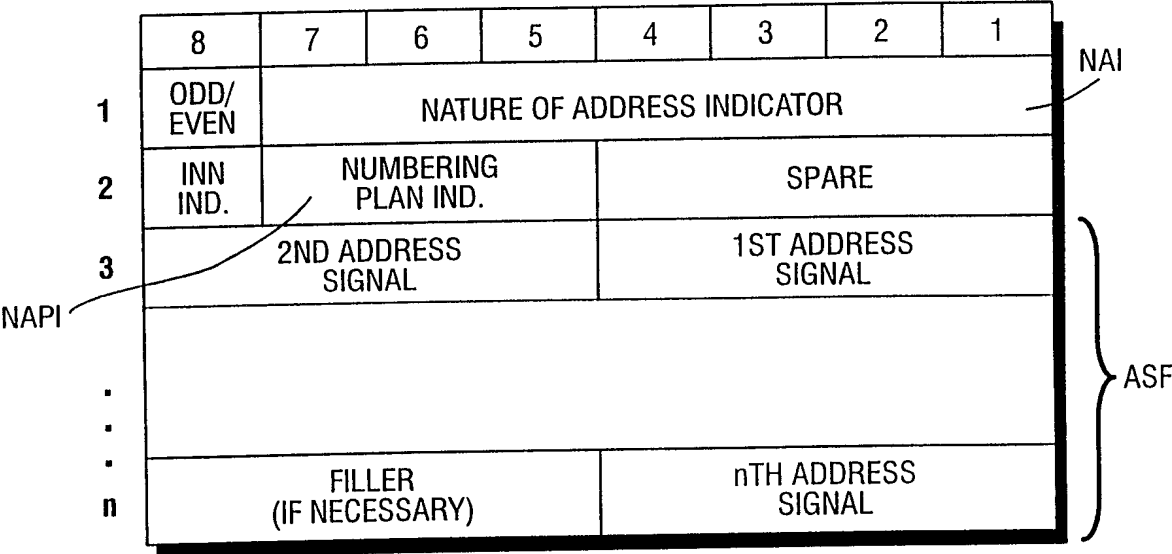 8 7 6 5 4 3 2 1
NAI
1 ODD/ EVEN NATURE OF ADDRESS INDICATOR
2 INN IND. NUMBERING PLAN IND. SPARE
3 2ND ADDRESS SIGNAL 1ST ADDRESS SIGNAL
NAPI
ASF
.
.
.
n FILLER (IF NECESSARY) nTH ADDRESS SIGNAL